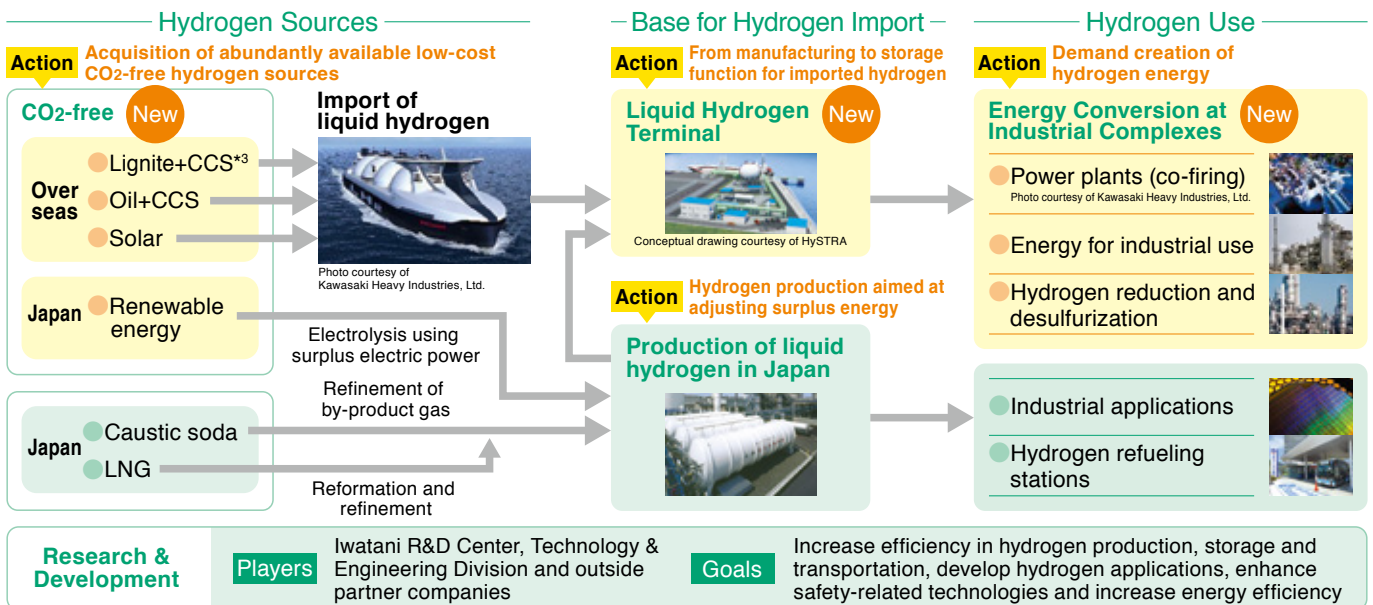 Hydrogen Sources
Action
Acquisition of abundantly available low-cost
CO2-free hydrogen sources
CO2-free
New
Over
seas
Lignite+CCS*3
Oil+CCS
Solar
Japan
Renewable
energy
Import of
liquid hydrogen
Photo courtesy of
Kawasaki Heavy Industries, Ltd.
Electrolysis using
surplus electric power
Refinement of
by-product gas
Japan
Caustic soda
LNG
Reformation and
refinement
Base for Hydrogen Import
Action
From manufacturing to storage
function for imported hydrogen
Liquid Hydrogen
Terminal
New
Conceptual drawing courtesy of HySTRA
Action
Hydrogen production aimed at
adjusting surplus energy
Production of liquid
hydrogen in Japan
Hydrogen Use
Action
Demand creation of
hydrogen energy
Energy Conversion at
Industrial Complexes
New
Power plants (co-firing)
Photo courtesy of Kawasaki Heavy Industries, Ltd.
Energy for industrial use
Hydrogen reduction and
desulfurization
Industrial applications
Hydrogen refueling
stations
Research &
Development
Players
Iwatani R&D Center, Technology &
Engineering Division and outside
partner companies
Goals
Increase efficiency in hydrogen production, storage and
transportation, develop hydrogen applications, enhance
safety-related technologies and increase energy efficiency